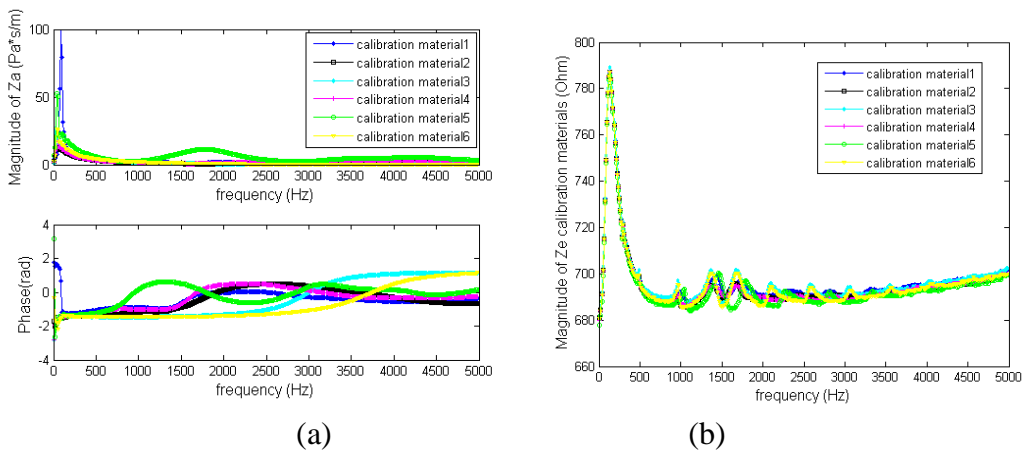 Magnitude of Za (Pa*s/m)
100
50
0
calibration material1
calibration material2
calibration material3
calibration material4
calibration material5
calibration material6
0 500 1000 1500 2000 2500 3000 3500 4000 4500 5000
frequency (Hz)
Phase(rad)
4
2
0
-2
-4
0 500 1000 1500 2000 2500 3000 3500 4000 4500 5000
frequency (Hz)
(a)
Magnitude of Ze calibration materials (Ohm)
800
780
760
740
720
700
680
660
calibration material1
calibration material2
calibration material3
calibration material4
calibration material5
calibration material6
0 500 1000 1500 2000 2500 3000 3500 4000 4500 5000
frequency (Hz)
(b)